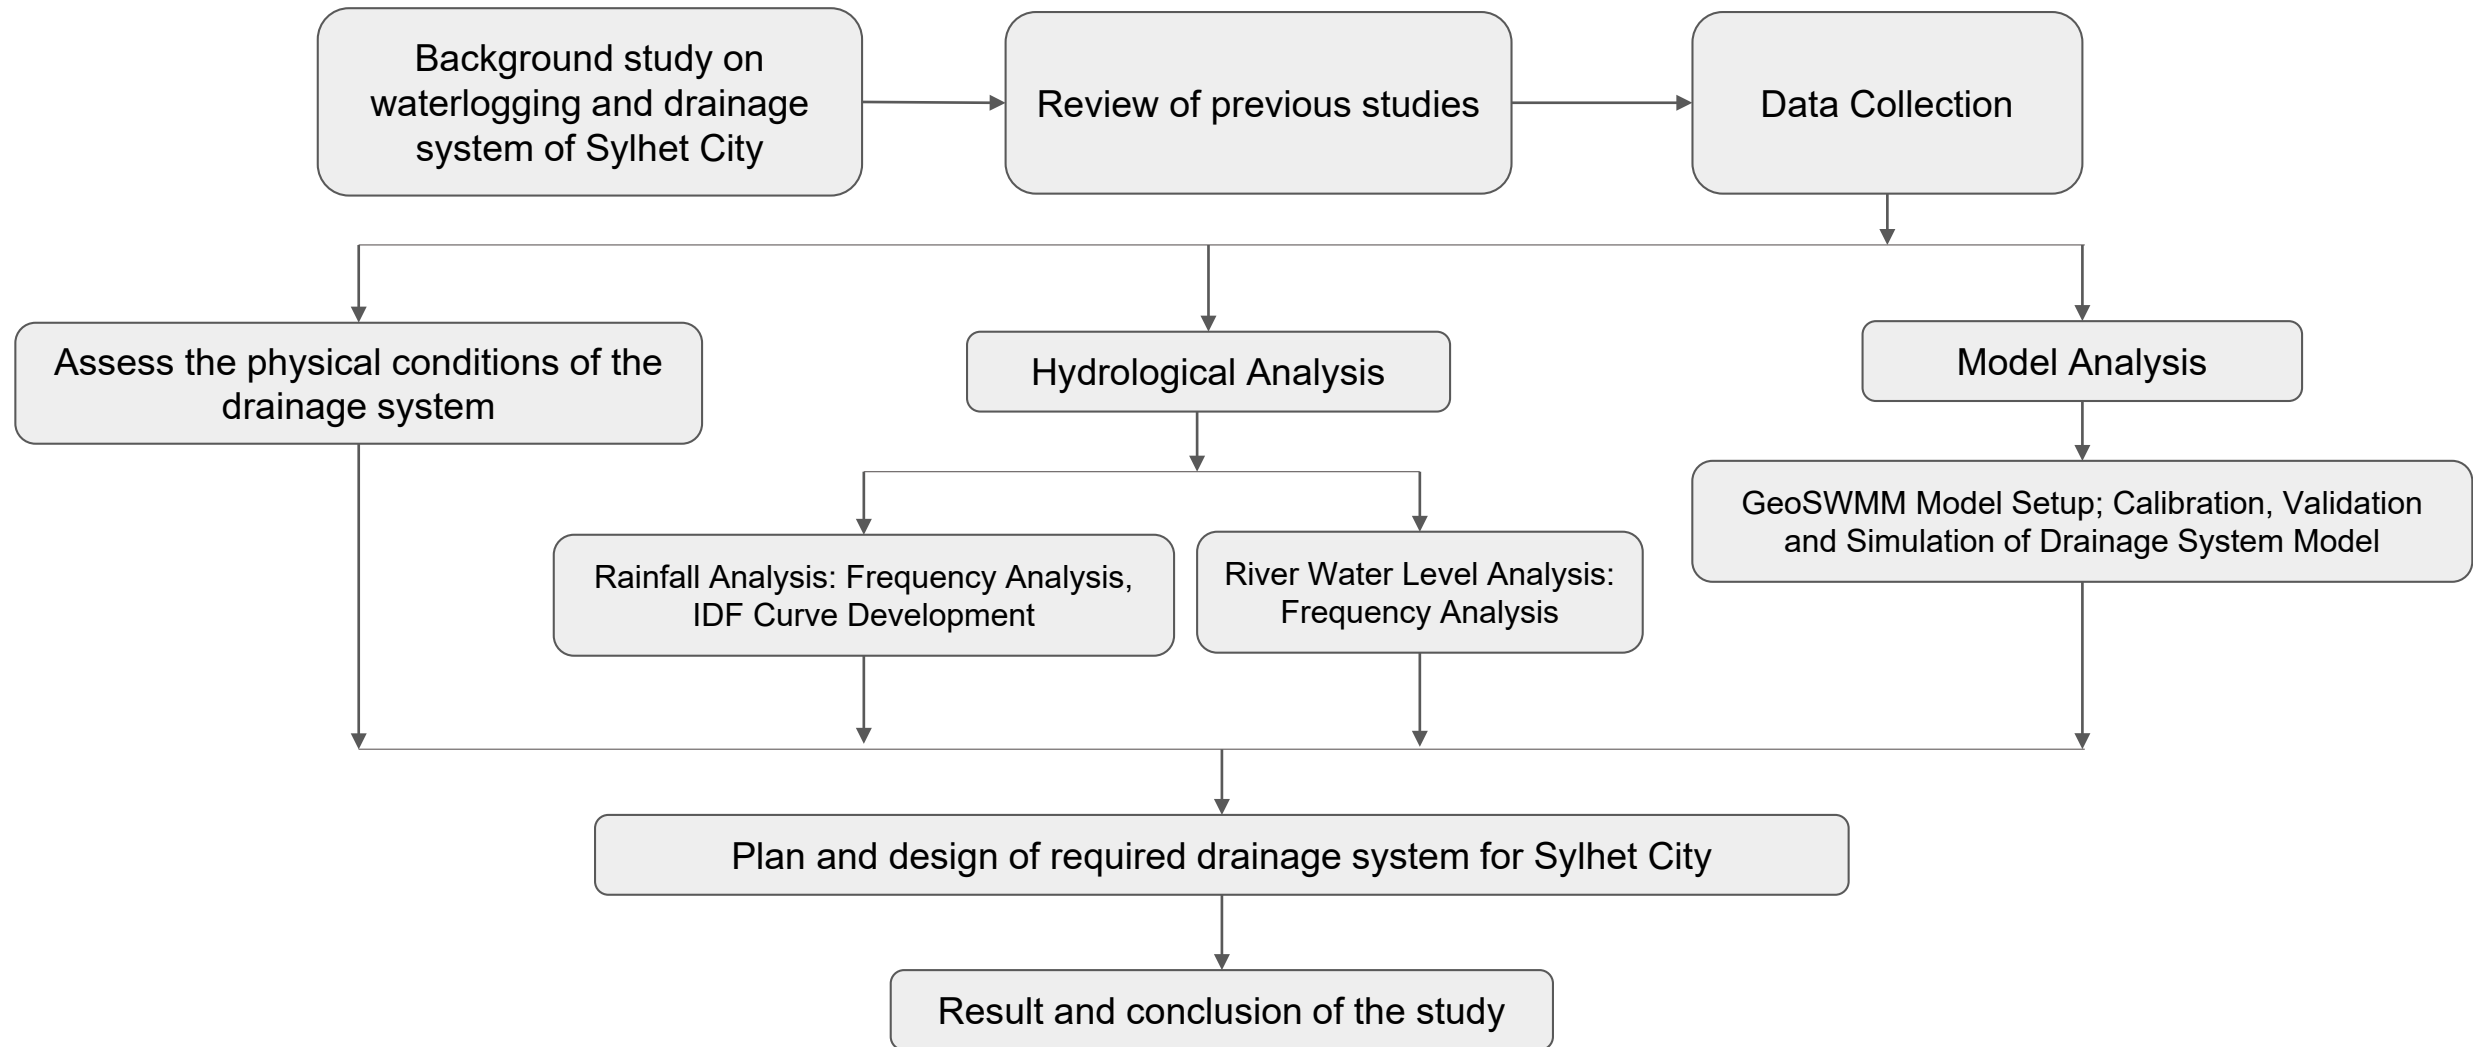 Background study on
waterlogging and drainage
system of Sylhet City
Review of previous studies
Data Collection
Assess the physical conditions of the
drainage system
Hydrological Analysis
Model Analysis
GeoSWMM Model Setup; Calibration, Validation
and Simulation of Drainage System Model
Rainfall Analysis: Frequency Analysis,
IDF Curve Development
River Water Level Analysis:
Frequency Analysis
Plan and design of required drainage system for Sylhet City
Result and conclusion of the study